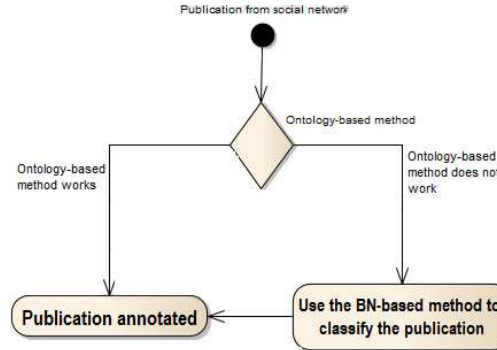 Publication from social network
Ontology-based method
Ontology-based
method works
Ontology-based
method does not
work
Publication annotated
Use the BN-based method to
classify the publication